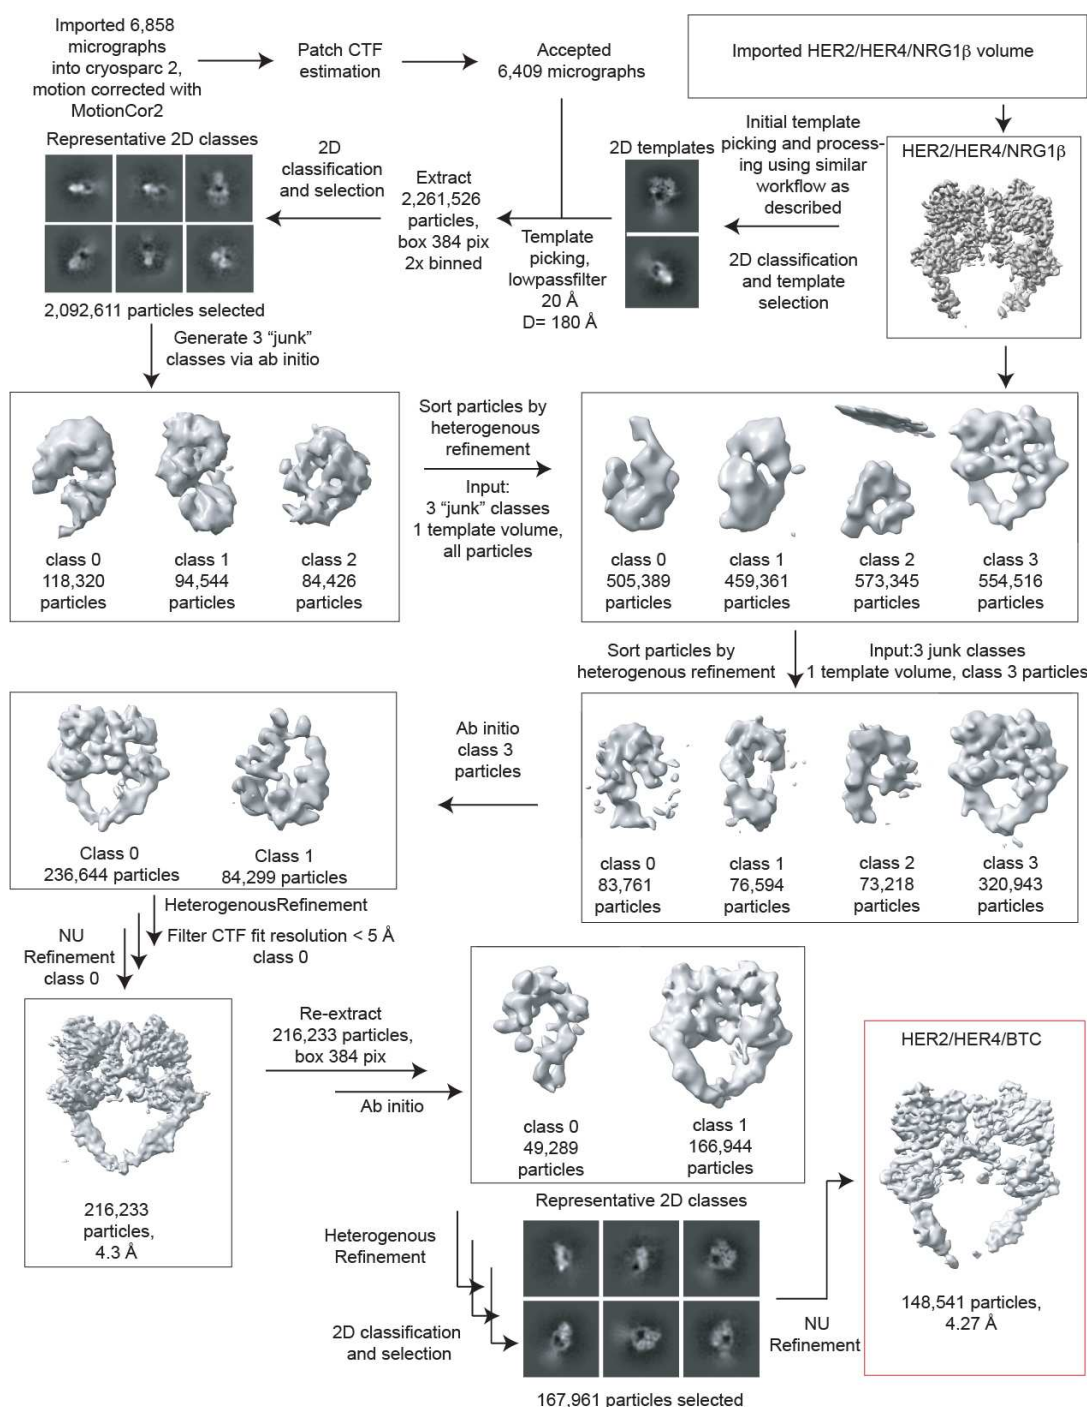 Imported 6,858
micrographs
into cryosparc 2,
motion corrected with
MotionCor2
Patch CTF
estimation
Accepted
6,409 micrographs
Imported HER2/HER4/NRG1β volume
Representative 2D classes
2D
classification
and selection
Extract
2,261,526
particles,
box 384 pix
2x binned
Template
picking,
lowpassfilter
20 Å
D= 180 Å
2D templates
Initial template
picking and process-
ing using similar
workflow as
described
2D classification
and template
selection
HER2/HER4/NRG1β
2,092,611 particles selected
Generate 3 “junk”
classes via ab initio
class 0
118,320
particles
class 1
94,544
particles
class 2
84,426
particles
Sort particles by
heterogenous
refinement
Input:
3 “junk” classes
1 template volume,
all particles
class 0
505,389
particles
class 1
459,361
particles
class 2
573,345
particles
class 3
554,516
particles
Sort particles by
heterogenous refinement
Input:3 junk classes
1 template volume, class 3 particles
class 0
83,761
particles
class 1
76,594
particles
class 2
73,218
particles
class 3
320,943
particles
Ab initio
class 3
particles
Class 0
236,644 particles
Class 1
84,299 particles
HeterogenousRefinement
Filter CTF fit resolution < 5 Å
class 0
NU
Refinement
class 0
216,233
particles,
4.3 Å
Re-extract
216,233 particles,
box 384 pix
Ab initio
class 0
49,289
particles
class 1
166,944
particles
Heterogenous
Refinement
2D classification
and selection
Representative 2D classes
167,961 particles selected
NU
Refinement
HER2/HER4/BTC
148,541 particles,
4.27 Å